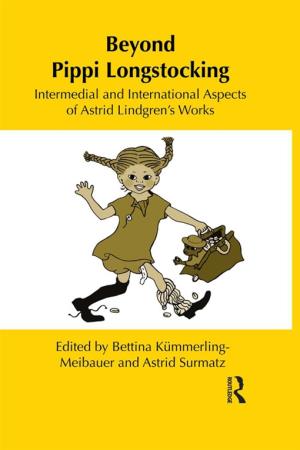 Beyond
Pippi Longstocking
Intermedial and International Aspects
of Astrid Lindgren's Works
Edited by Bettina Kümmerling-
Meibauer and Astrid Surmatz
ROUTLEDGE